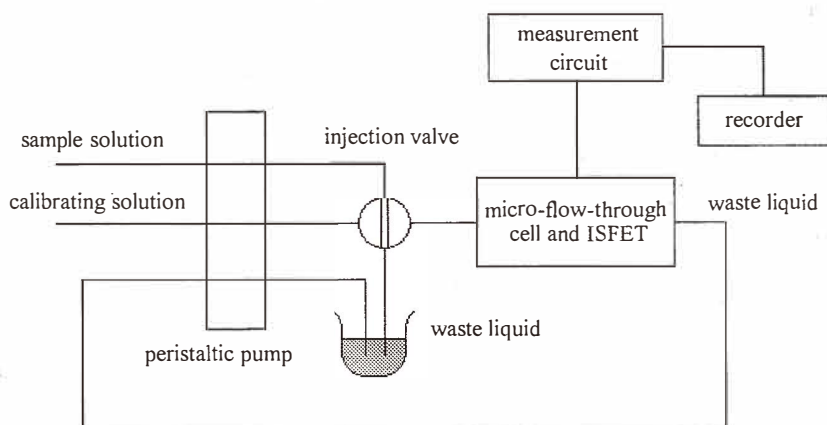 measurement
circuit
recorder
sample solution
injection valve
calibrating solution
micro-flow-through
cell and ISFET
waste liquid
waste liquid
peristaltic pump